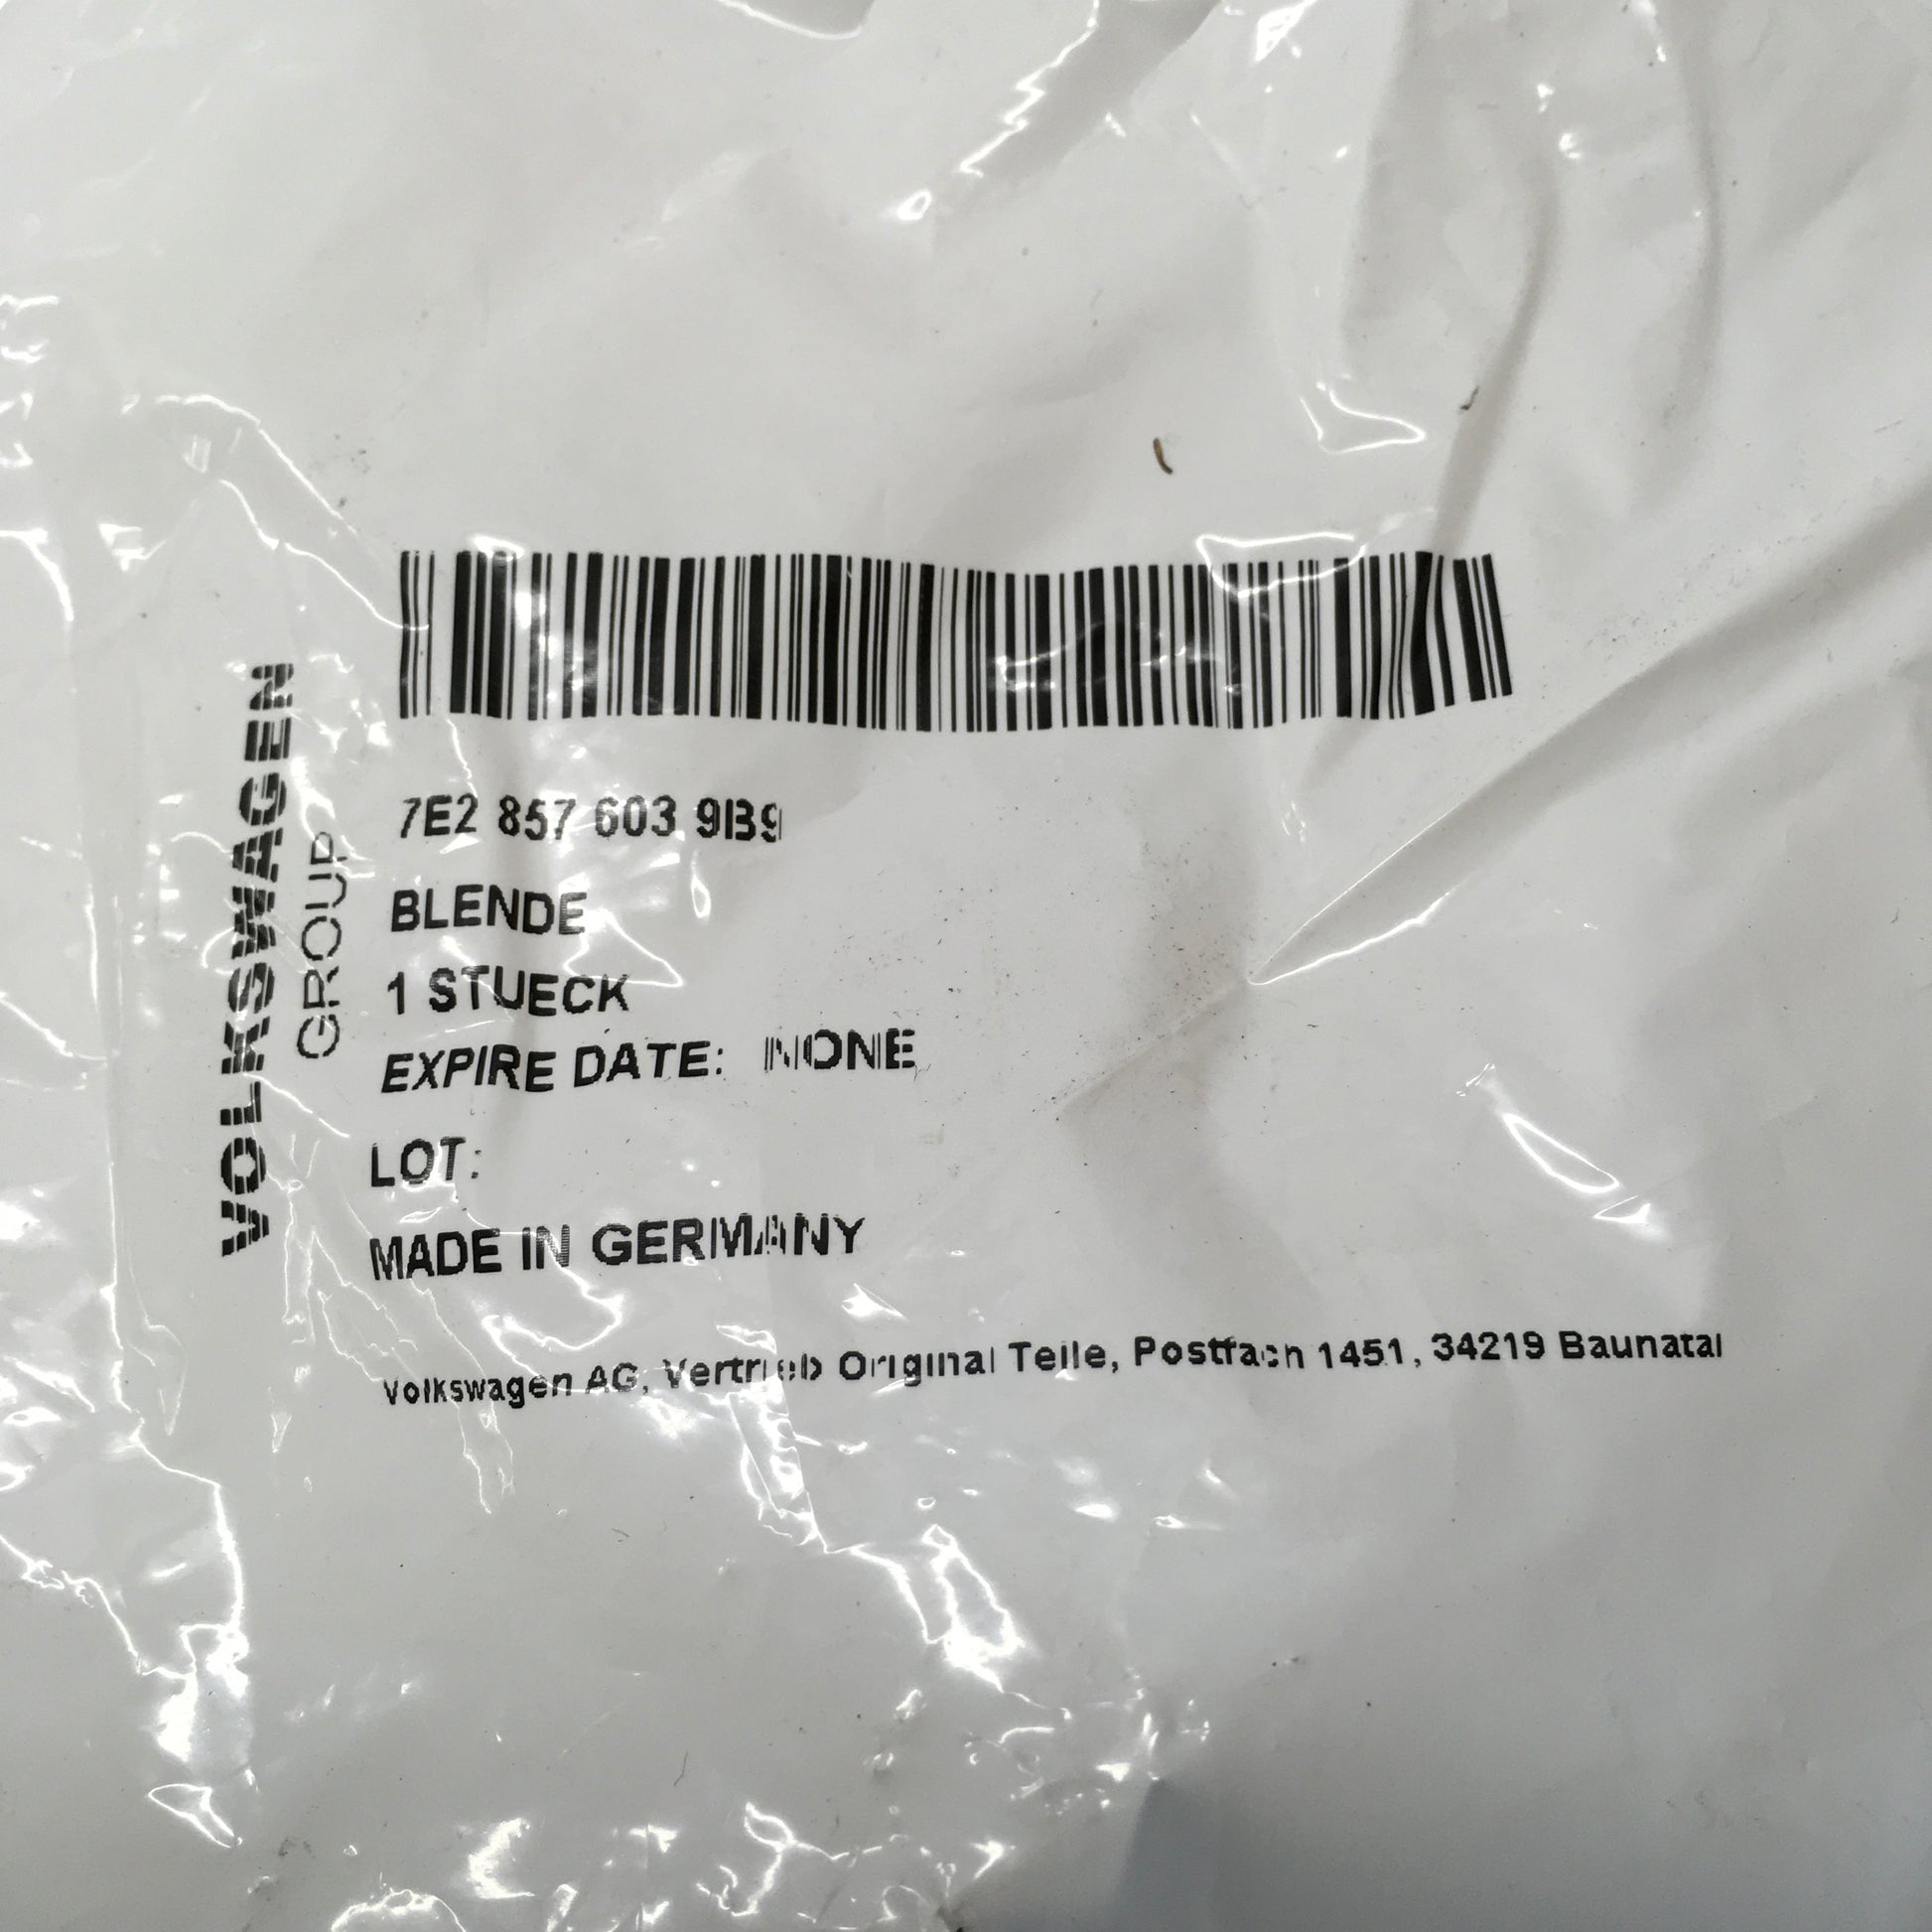 VOLKSWAGEN
GROUP
7E2 857 603 9B9
BLENDE
1 STUECK
EXPIRE DATE: NONE
LOT:
MADE IN GERMANY
Volkswagen AG, Vertrieb Original Teile, Postfach 1451, 34219 Baunatal